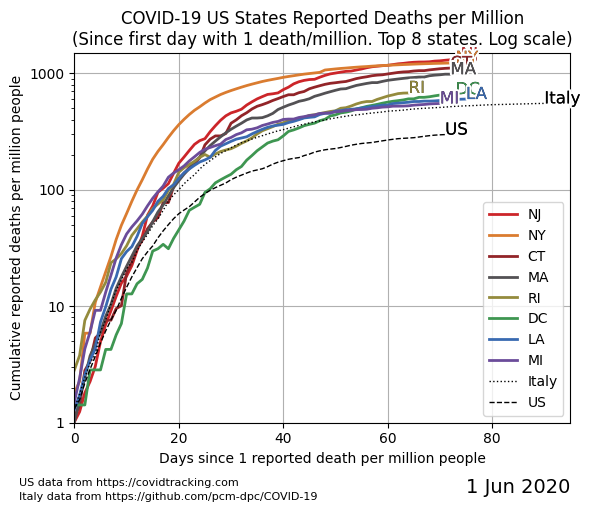 COVID-19 US States Reported Deaths per Million
(Since first day with 1 death/million. Top 8 states. Log scale)
Cumulative reported deaths per million people
1000
100
10
1
NY
CT
MA
RI
DC
MI
LA
Italy
US
NJ
NY
CT
MA
RI
DC
LA
MI
Italy
US
0
20
40
60
80
Days since 1 reported death per million people
US data from https://covidtracking.com
Italy data from https://github.com/pcm-dpc/COVID-19
1 Jun 2020